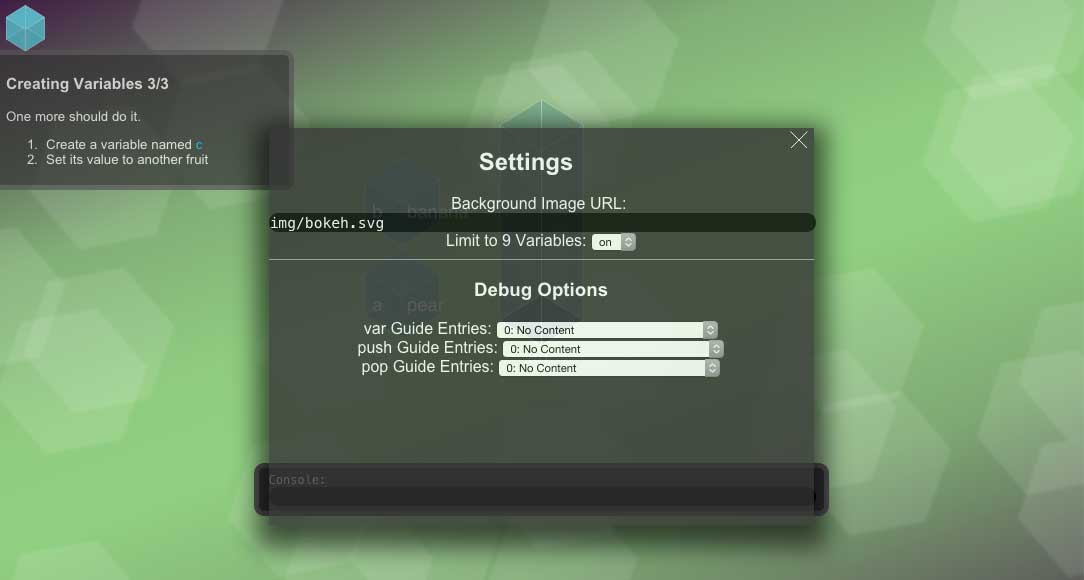 Creating Variables 3/3
One more should do it.
1. Create a variable named c
2. Set its value to another fruit
Settings
b banana
Background Image URL:
img/bokeh.svg
Limit to 9 Variables: on
Debug Options
a pear
var Guide Entries: 0: No Content
push Guide Entries: 0: No Content
pop Guide Entries: 0: No Content
Console: